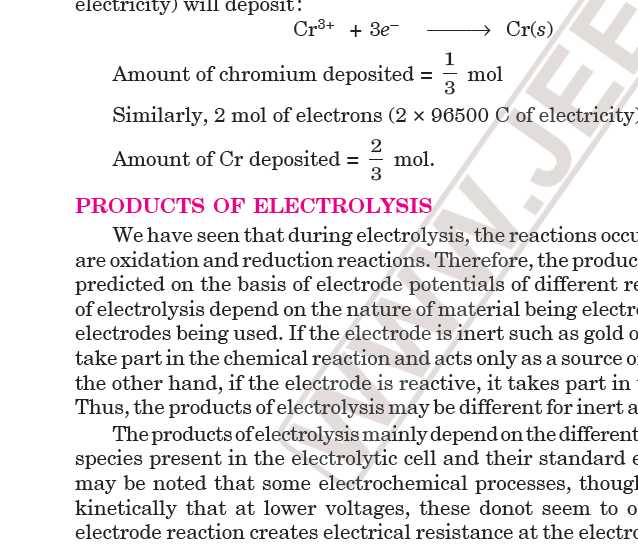 electricity) will deposit:
Cr³⁺ + 3e⁻ ⟶ Cr(s)
Amount of chromium deposited = 1/3 mol
Similarly, 2 mol of electrons (2 × 96500 C of electricity)
Amount of Cr deposited = 2/3 mol.
PRODUCTS OF ELECTROLYSIS
We have seen that during electrolysis, the reactions occu
are oxidation and reduction reactions. Therefore, the produc
predicted on the basis of electrode potentials of different re
of electrolysis depend on the nature of material being electro
electrodes being used. If the electrode is inert such as gold o
take part in the chemical reaction and acts only as a source o
the other hand, if the electrode is reactive, it takes part in
Thus, the products of electrolysis may be different for inert a
The products of electrolysis mainly depend on the different
species present in the electrolytic cell and their standard e
may be noted that some electrochemical processes, though
kinetically that at lower voltages, these donot seem to o
electrode reaction creates electrical resistance at the electro
WWW.JEE